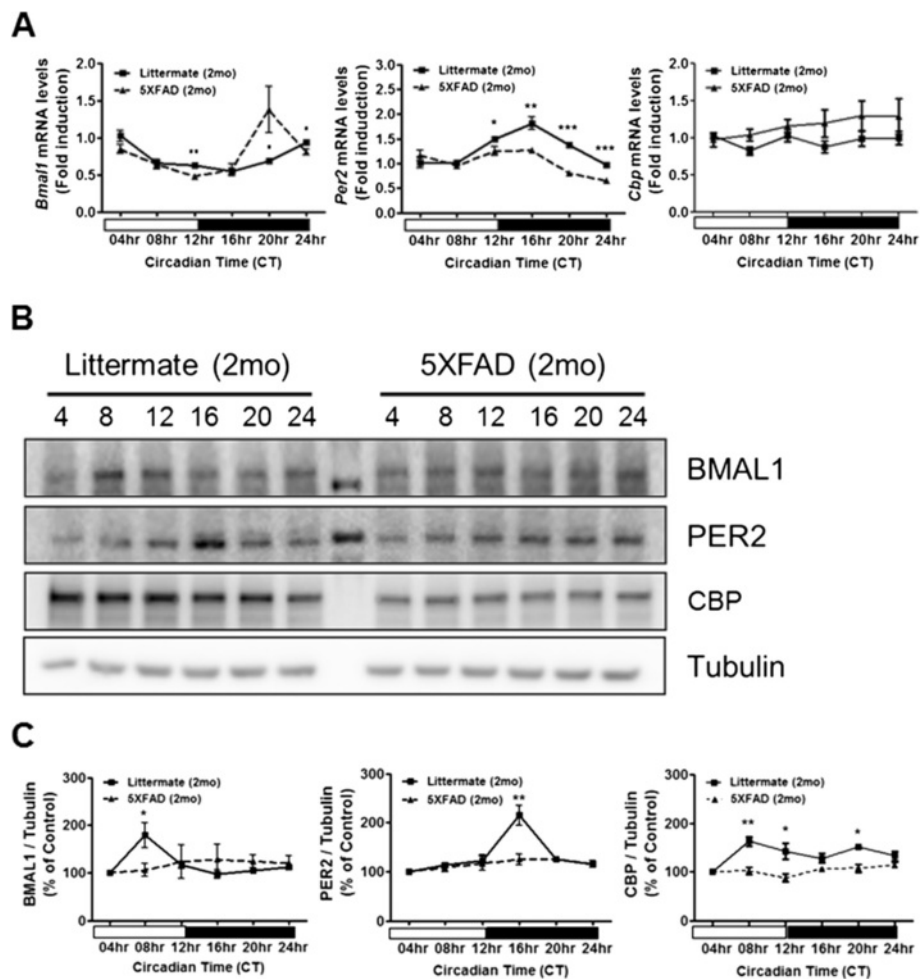 A
Bmal1 mRNA levels
(Fold induction)
2.0
1.5
1.0
0.5
0.0
Littermate (2mo)
5XFAD (2mo)
**
*
*
04hr 08hr 12hr 16hr 20hr 24hr
Circadian Time (CT)
Per2 mRNA levels
(Fold induction)
3.0
2.5
2.0
1.5
1.0
0.5
0.0
Littermate (2mo)
5XFAD (2mo)
*
**
***
***
04hr 08hr 12hr 16hr 20hr 24hr
Circadian Time (CT)
Cbp mRNA levels
(Fold induction)
2.0
1.5
1.0
0.5
0.0
Littermate (2mo)
5XFAD (2mo)
04hr 08hr 12hr 16hr 20hr 24hr
Circadian Time (CT)
B
Littermate (2mo) 5XFAD (2mo)
4 8 12 16 20 24 4 8 12 16 20 24
BMAL1
PER2
CBP
Tubulin
C
BMAL1 / Tubulin
(% of Control)
300
200
100
0
Littermate (2mo)
5XFAD (2mo)
*
04hr 08hr 12hr 16hr 20hr 24hr
Circadian Time (CT)
PER2 / Tubulin
(% of Control)
300
200
100
0
Littermate (2mo)
5XFAD (2mo)
**
04hr 08hr 12hr 16hr 20hr 24hr
Circadian Time (CT)
CBP / Tubulin
(% of Control)
300
200
100
0
Littermate (2mo)
5XFAD (2mo)
**
*
*
04hr 08hr 12hr 16hr 20hr 24hr
Circadian Time (CT)